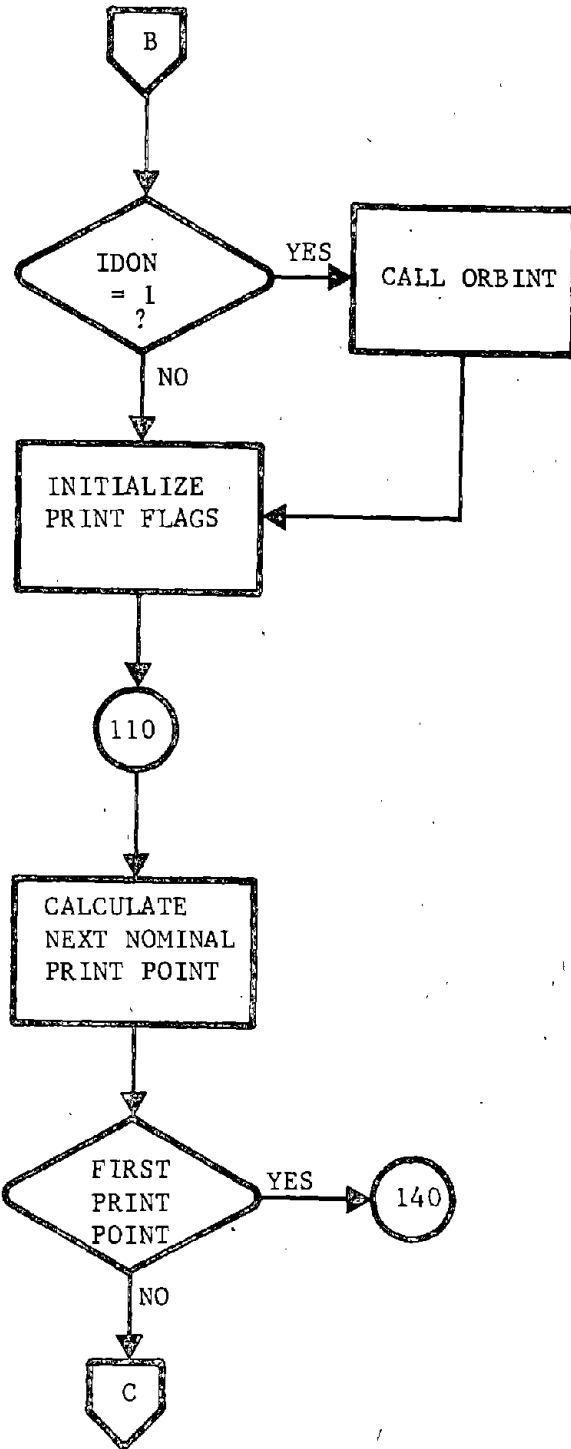 B
IDON
= 1
?
YES
CALL ORBINT
NO
INITIALIZE
PRINT FLAGS
110
CALCULATE
NEXT NOMINAL
PRINT POINT
FIRST
PRINT
POINT
YES
140
NO
C